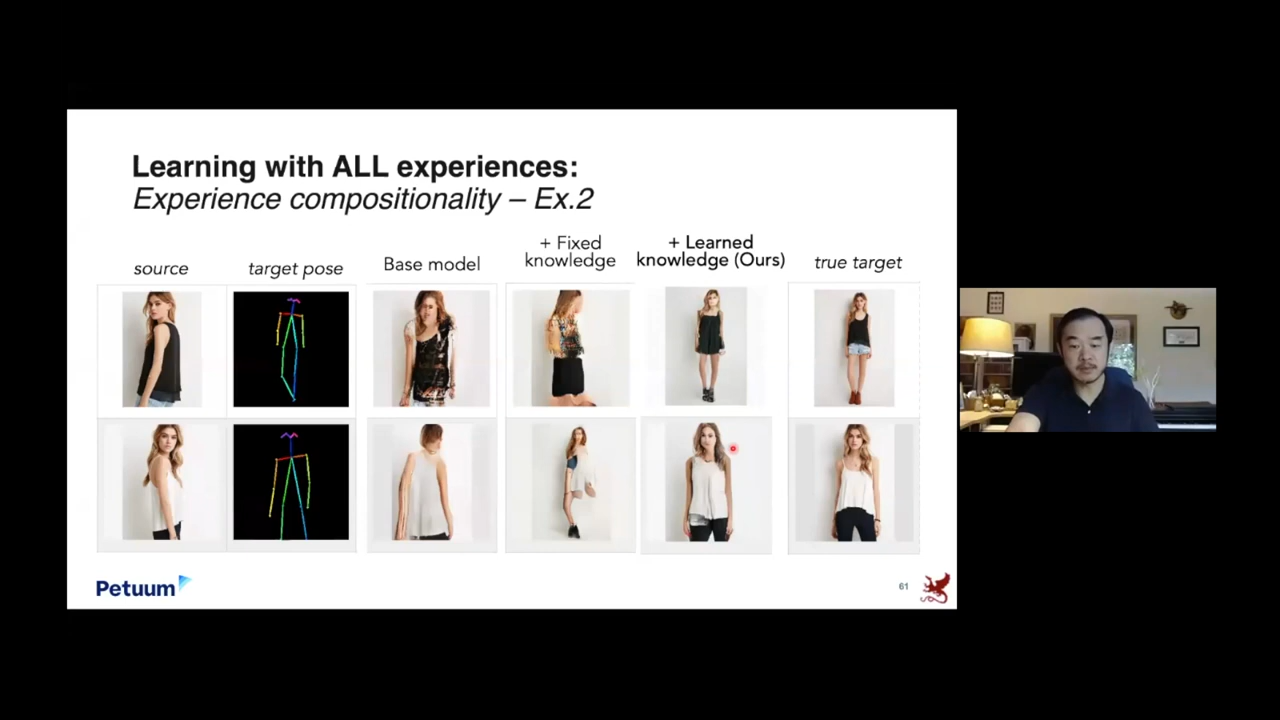 Learning with ALL experiences:
Experience compositionality – Ex.2
source
target pose
Base model
+ Fixed
knowledge
+ Learned
knowledge (Ours)
true target
Petuum
61